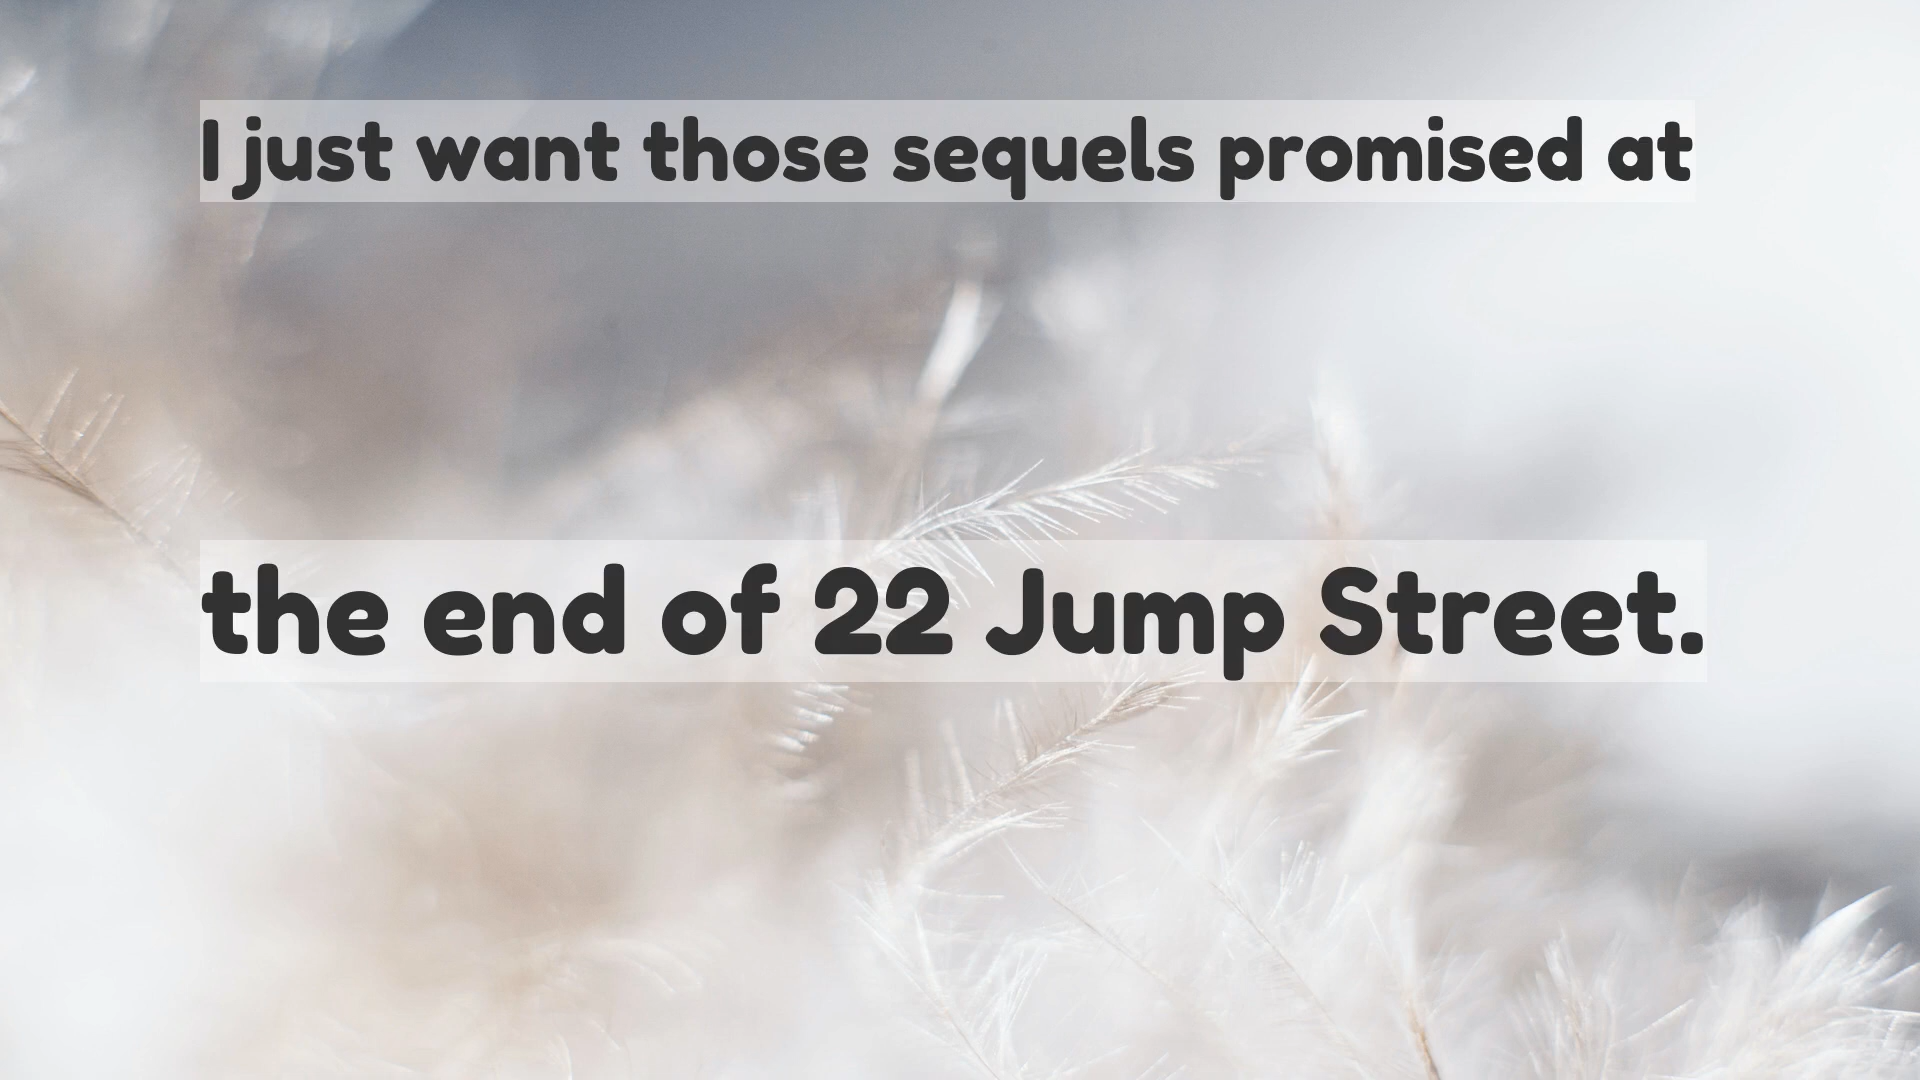 I just want those sequels promised at
the end of 22 Jump Street.